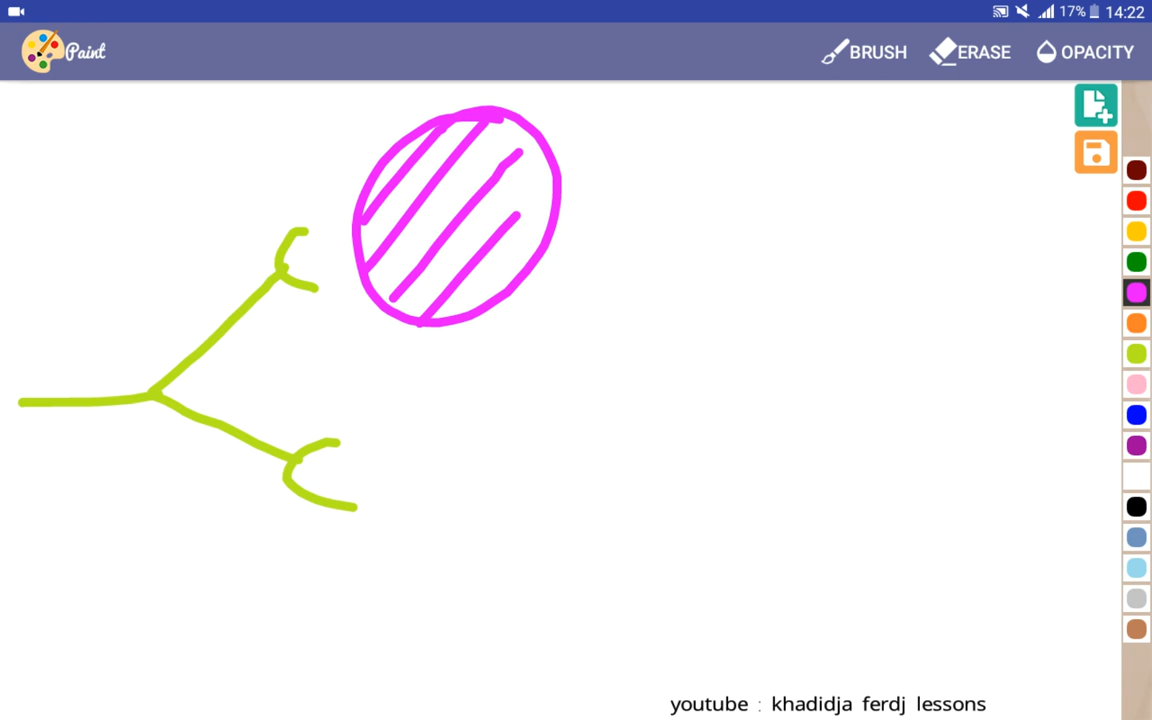 17% 14:22
Paint BRUSH ERASE OPACITY
youtube : khadidja ferdj lessons